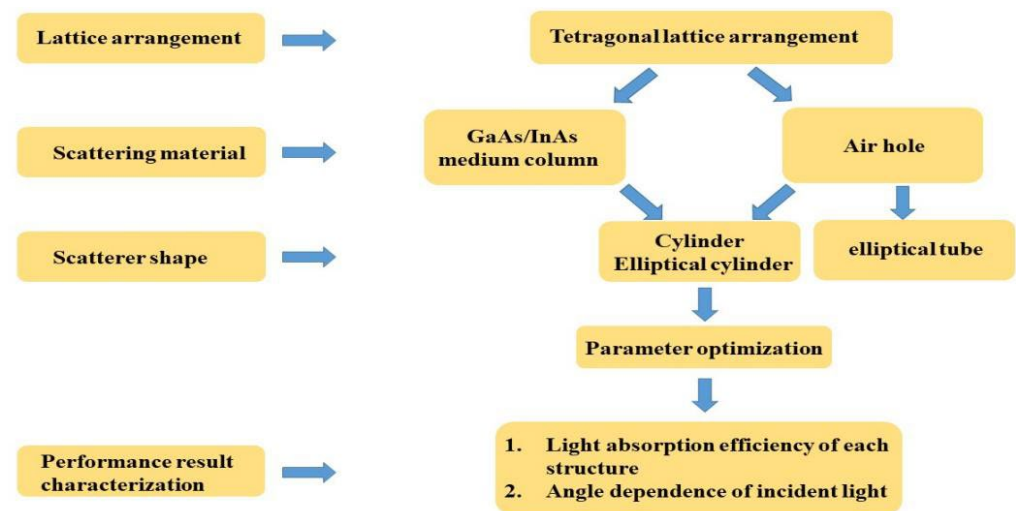 Lattice arrangement
Tetragonal lattice arrangement
Scattering material
GaAs/InAs
medium column
Air hole
Scatterer shape
Cylinder
Elliptical cylinder
elliptical tube
Parameter optimization
Performance result
characterization
1. Light absorption efficiency of each
structure
2. Angle dependence of incident light